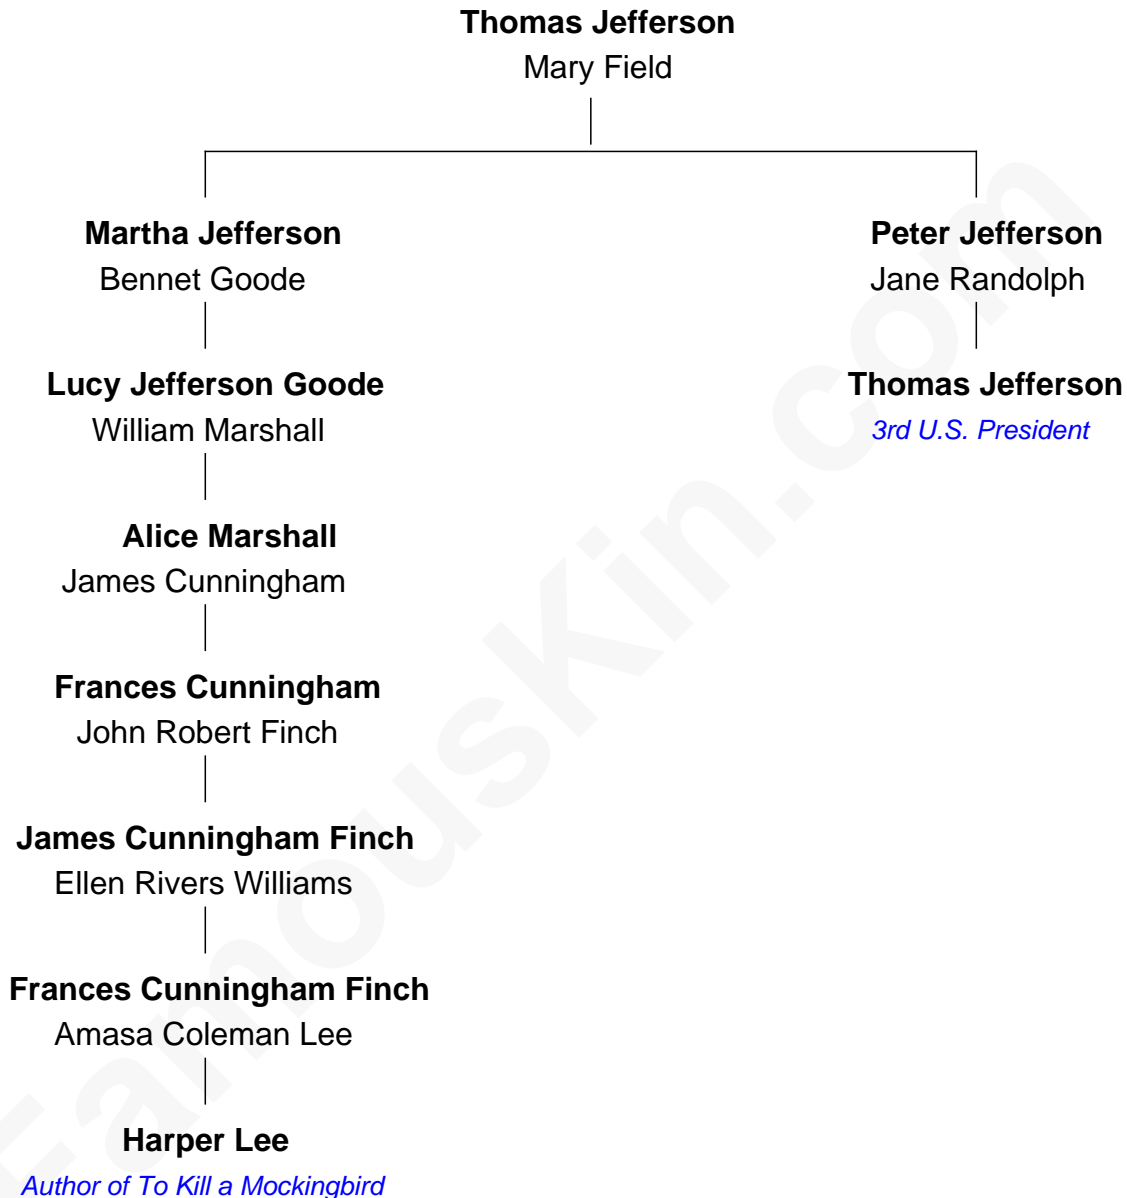 Thomas Jefferson
Mary Field
Martha Jefferson
Bennet Goode
Peter Jefferson
Jane Randolph
Lucy Jefferson Goode
William Marshall
Thomas Jefferson
3rd U.S. President
Alice Marshall
James Cunningham
Frances Cunningham
John Robert Finch
James Cunningham Finch
Ellen Rivers Williams
Frances Cunningham Finch
Amasa Coleman Lee
Harper Lee
Author of To Kill a Mockingbird
FamousKin.com